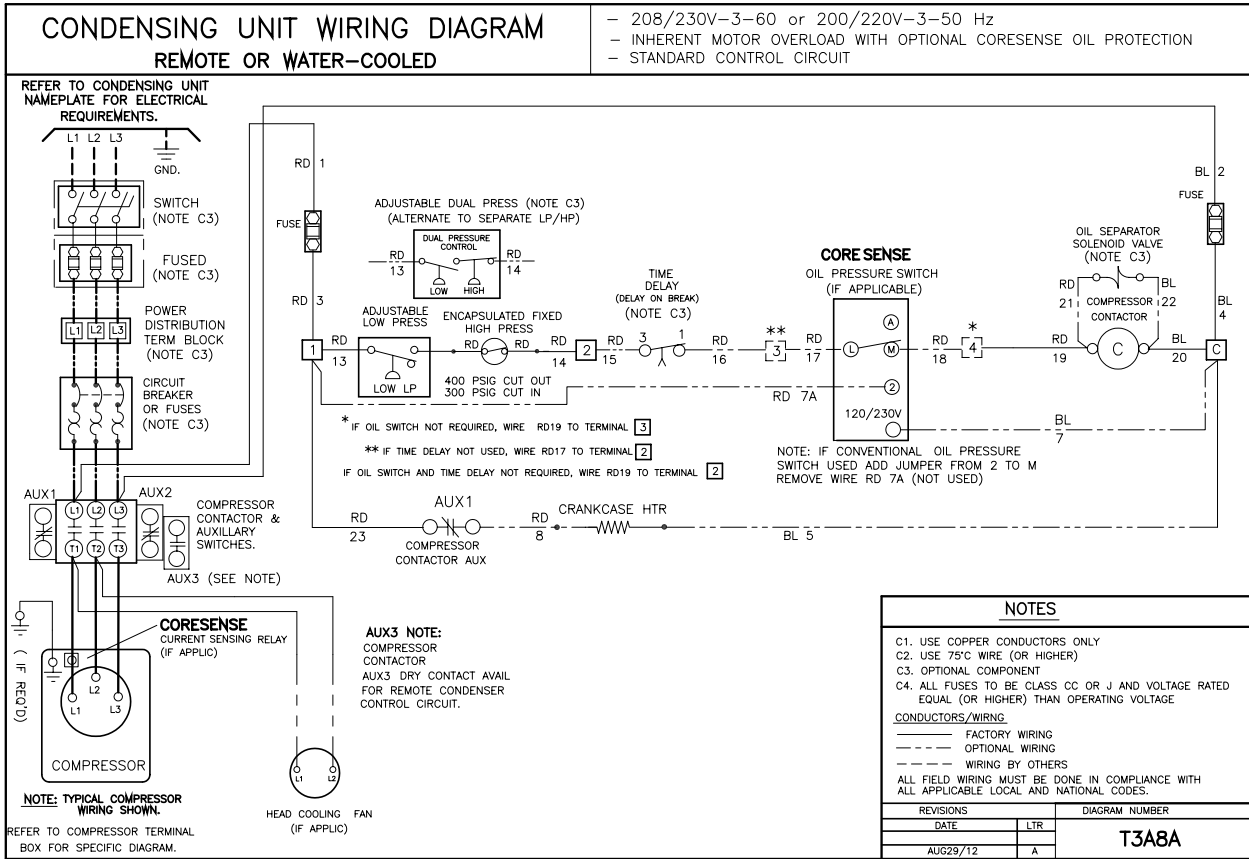 CONDENSING UNIT WIRING DIAGRAM
REMOTE OR WATER-COOLED
- 208/230V-3-60 or 200/220V-3-50 Hz
- INHERENT MOTOR OVERLOAD WITH OPTIONAL CORESENSE OIL PROTECTION
- STANDARD CONTROL CIRCUIT
REFER TO CONDENSING UNIT
NAMEPLATE FOR ELECTRICAL
REQUIREMENTS.
L1 L2 L3
GND.
SWITCH
(NOTE C3)
FUSED
(NOTE C3)
POWER
DISTRIBUTION
TERM BLOCK
(NOTE C3)
L1 L2 L3
CIRCUIT
BREAKER
OR FUSES
(NOTE C3)
AUX1
AUX2
L1 L2 L3
T1 T2 T3
COMPRESSOR
CONTACTOR &
AUXILLARY
SWITCHES.
AUX3 (SEE NOTE)
RD 1
FUSE
RD 3
BL 2
FUSE
BL
4
ADJUSTABLE DUAL PRESS (NOTE C3)
(ALTERNATE TO SEPARATE LP/HP)
DUAL PRESSURE
CONTROL
RD
13
RD
14
LOW HIGH
ADJUSTABLE
LOW PRESS
ENCAPSULATED FIXED
HIGH PRESS
1
RD
13
LOW LP
RD RD
RD
14
400 PSIG CUT OUT
300 PSIG CUT IN
2
RD
15
TIME
DELAY
(DELAY ON BREAK)
(NOTE C3)
3 1
RD
16
**
3
RD
17
CORE SENSE
OIL PRESSURE SWITCH
(IF APPLICABLE)
A
L
M
2
120/230V
RD
18
*
4
RD
19
OIL SEPARATOR
SOLENOID VALVE
(NOTE C3)
RD
21
BL
22
COMPRESSOR
CONTACTOR
C
BL
20
C
RD 7A
BL
7
* IF OIL SWITCH NOT REQUIRED, WIRE RD19 TO TERMINAL 3
** IF TIME DELAY NOT USED, WIRE RD17 TO TERMINAL 2
IF OIL SWITCH AND TIME DELAY NOT REQUIRED, WIRE RD19 TO TERMINAL 2
NOTE: IF CONVENTIONAL OIL PRESSURE
SWITCH USED ADD JUMPER FROM 2 TO M
REMOVE WIRE RD 7A (NOT USED)
RD
23
AUX1
COMPRESSOR
CONTACTOR AUX
RD
8
CRANKCASE HTR
BL 5
( IF REQ'D)
CORESENSE
CURRENT SENSING RELAY
(IF APPLIC)
L1
L2
L3
COMPRESSOR
NOTE: TYPICAL COMPRESSOR
WIRING SHOWN.
REFER TO COMPRESSOR TERMINAL
BOX FOR SPECIFIC DIAGRAM.
AUX3 NOTE:
COMPRESSOR
CONTACTOR
AUX3 DRY CONTACT AVAIL
FOR REMOTE CONDENSER
CONTROL CIRCUIT.
L1 L2
HEAD COOLING FAN
(IF APPLIC)
NOTES
C1. USE COPPER CONDUCTORS ONLY
C2. USE 75°C WIRE (OR HIGHER)
C3. OPTIONAL COMPONENT
C4. ALL FUSES TO BE CLASS CC OR J AND VOLTAGE RATED
EQUAL (OR HIGHER) THAN OPERATING VOLTAGE
CONDUCTORS/WIRNG
FACTORY WIRING
OPTIONAL WIRING
WIRING BY OTHERS
ALL FIELD WIRING MUST BE DONE IN COMPLIANCE WITH
ALL APPLICABLE LOCAL AND NATIONAL CODES.
REVISIONS
DIAGRAM NUMBER
DATE
LTR
T3A8A
AUG29/12
A